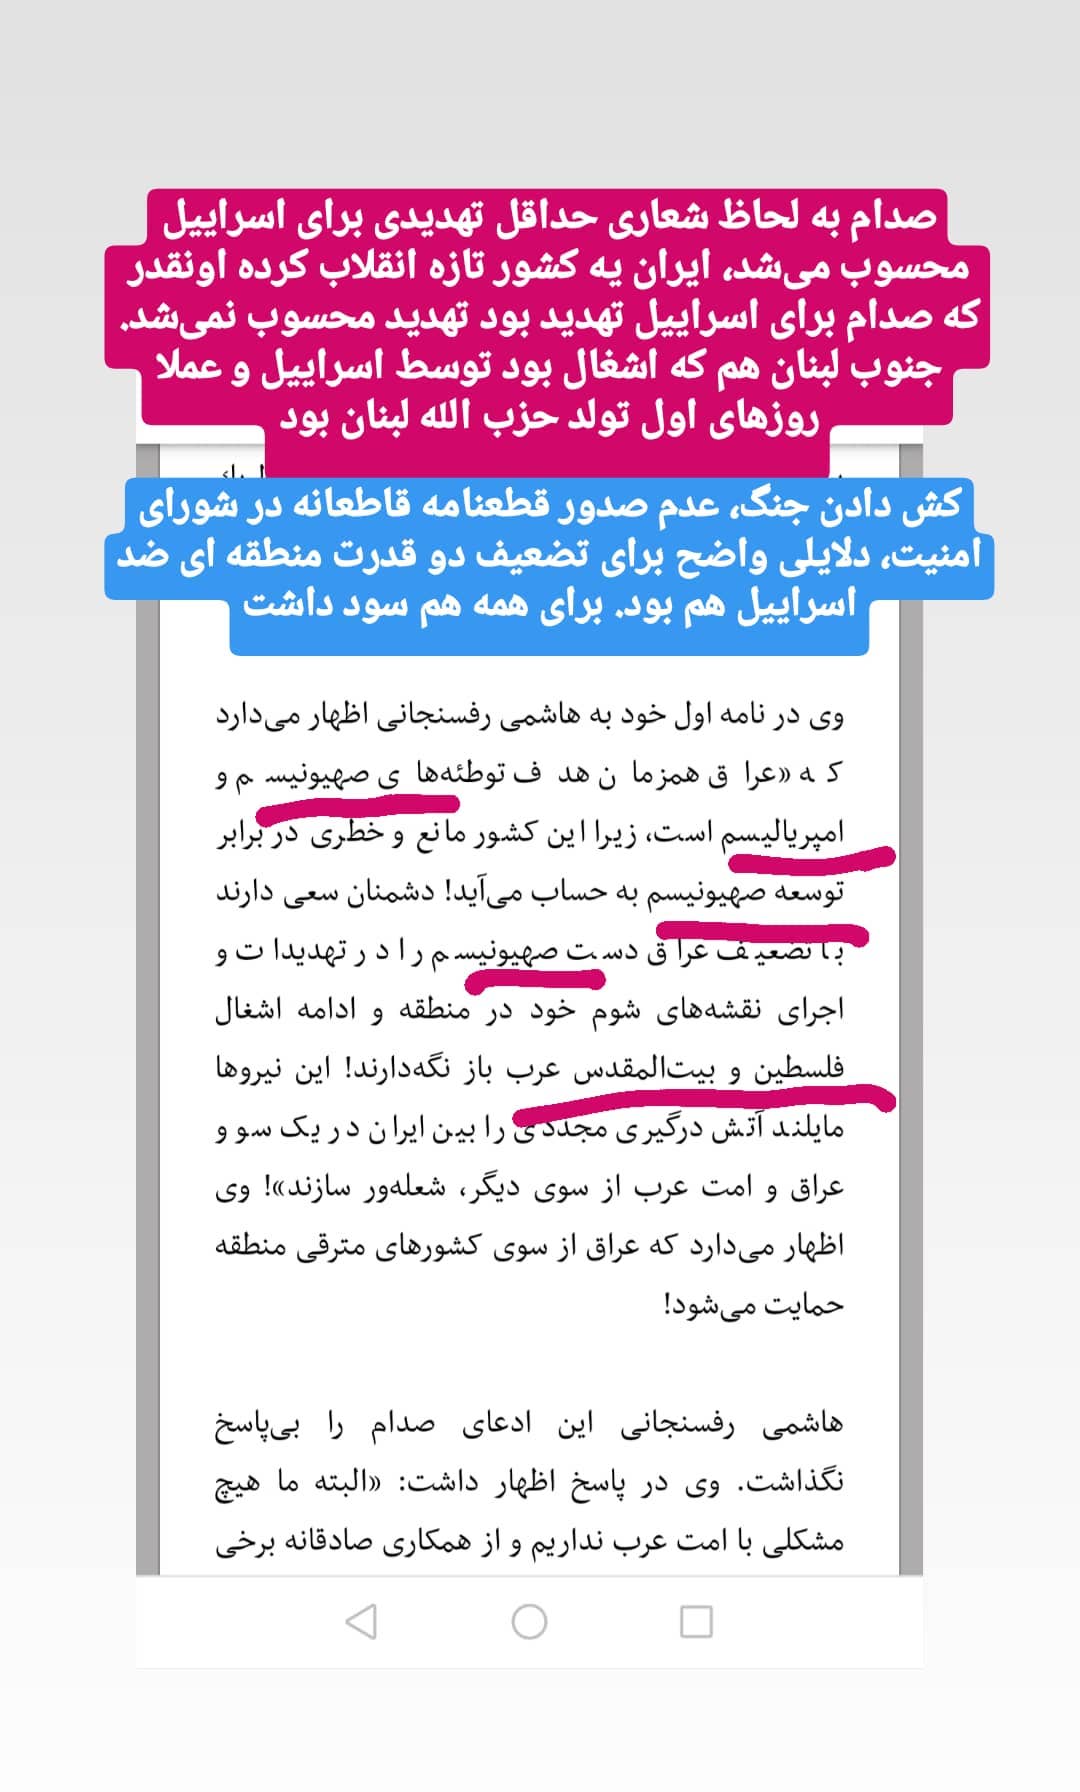 صدام به لحاظ شعاری حداقل تهدیدی برای اسراییل
محسوب می‌شد، ایران یه کشور تازه انقلاب کرده اونقدر
که صدام برای اسراییل تهدید بود تهدید محسوب نمی‌شد.
جنوب لبنان هم که اشغال بود توسط اسراییل و عملا
روزهای اول تولد حزب الله لبنان بود
کش دادن جنگ، عدم صدور قطعنامه قاطعانه در شورای
امنیت، دلایلی واضح برای تضعیف دو قدرت منطقه ای ضد
اسراییل هم بود. برای همه هم سود داشت
وی در نامه اول خود به هاشمی رفسنجانی اظهار می‌دارد
که «عراق همزمان هدف توطئه‌های صهیونیسم و
امپریالیسم است، زیرا این کشور مانع و خطری در برابر
توسعه صهیونیسم به حساب می‌آید! دشمنان سعی دارند
با تضعیف عراق دست صهیونیسم را در تهدیدات و
اجرای نقشه‌های شوم خود در منطقه و ادامه اشغال
فلسطین و بیت‌المقدس عرب باز نگه‌دارند! این نیروها
مایلند آتش درگیری مجددی را بین ایران در یک سو و
عراق و امت عرب از سوی دیگر، شعله‌ور سازند»! وی
اظهار می‌دارد که عراق از سوی کشورهای مترقی منطقه
حمایت می‌شود!
هاشمی رفسنجانی این ادعای صدام را بی‌پاسخ
نگذاشت. وی در پاسخ اظهار داشت: «البته ما هیچ
مشکلی با امت عرب نداریم و از همکاری صادقانه برخی